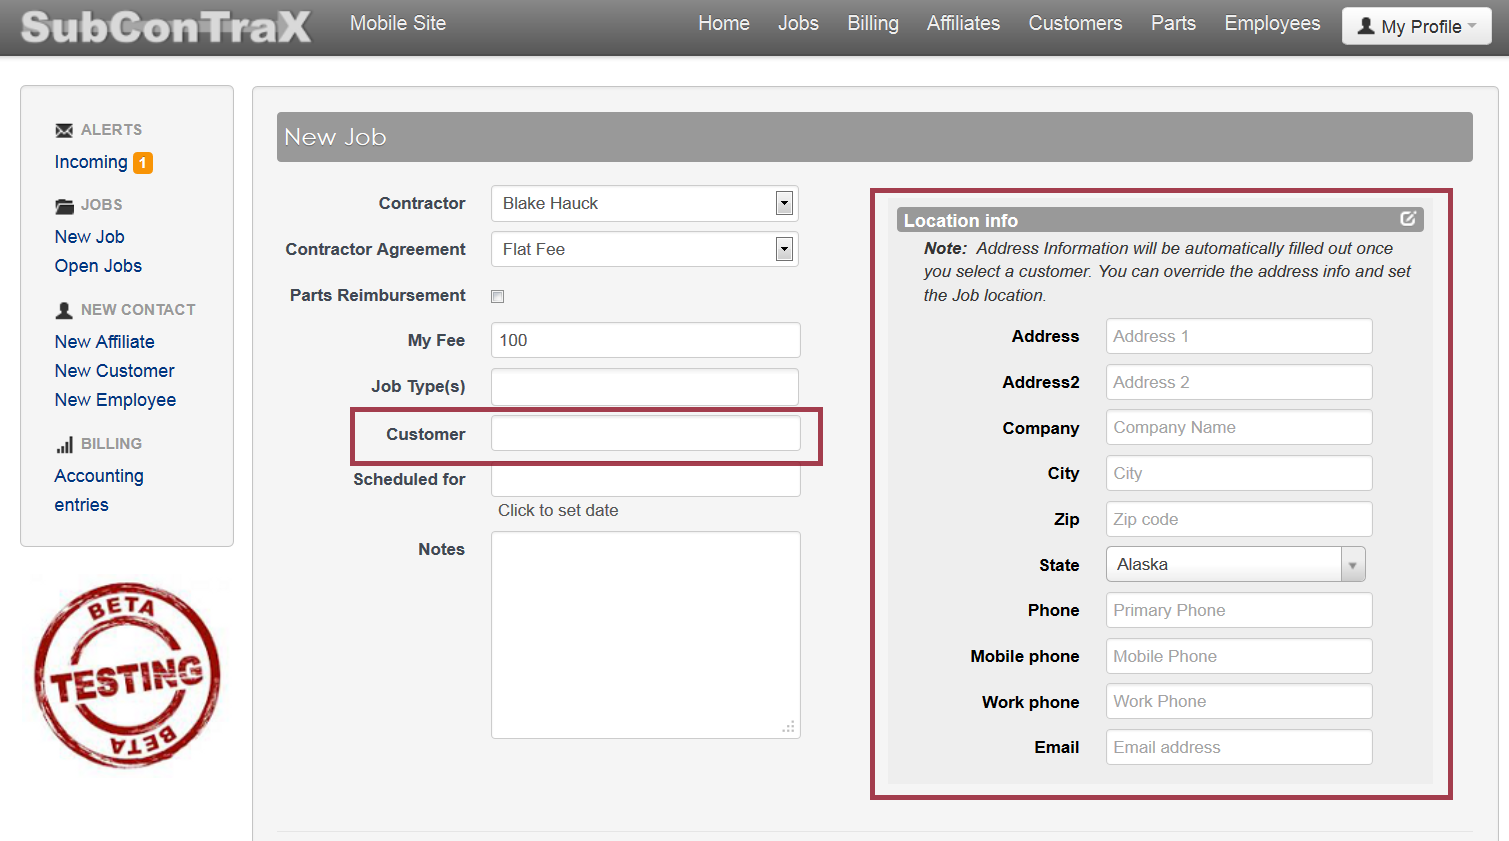 SubConTraX
Mobile Site
Home
Jobs
Billing
Affiliates
Customers
Parts
Employees
My Profile
ALERTS
Incoming 1
JOBS
New Job
Open Jobs
NEW CONTACT
New Affiliate
New Customer
New Employee
BILLING
Accounting
entries
BETA
TESTING
BETA
New Job
Contractor
Blake Hauck
Contractor Agreement
Flat Fee
Parts Reimbursement
My Fee
100
Job Type(s)
Customer
Scheduled for
Click to set date
Notes
Location info
Note: Address Information will be automatically filled out once
you select a customer. You can override the address info and set
the Job location.
Address
Address 1
Address2
Address 2
Company
Company Name
City
City
Zip
Zip code
State
Alaska
Phone
Primary Phone
Mobile phone
Mobile Phone
Work phone
Work Phone
Email
Email address